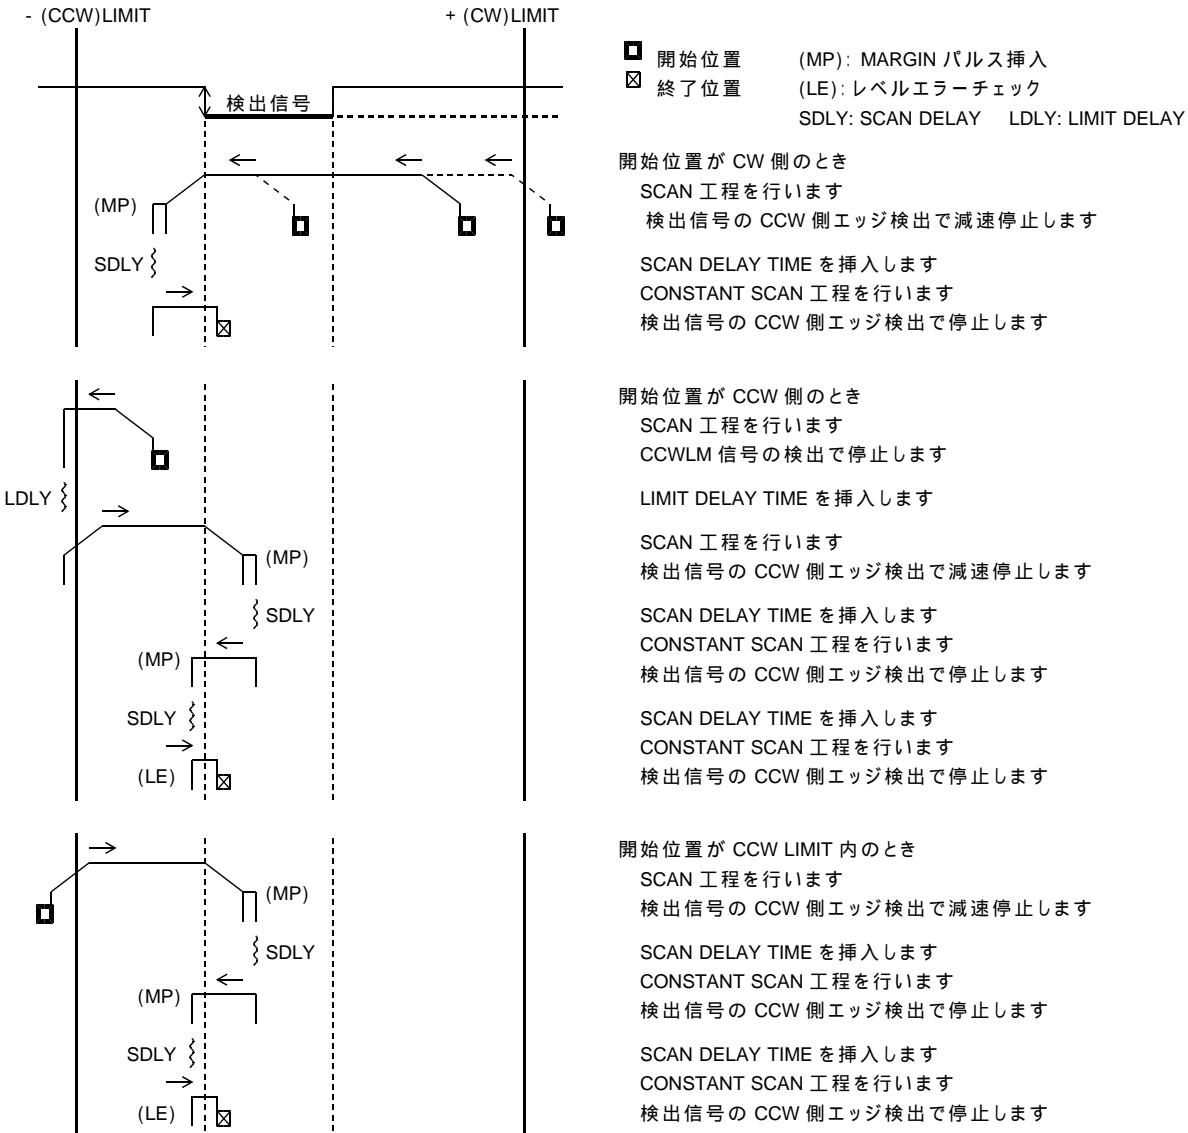 - (CCW)LIMIT
+ (CW)LIMIT
検出信号
開始位置 (MP): MARGIN パルス挿入
終了位置 (LE):レベルエラーチェック
SDLY: SCAN DELAY LDLY: LIMIT DELAY
(MP)
SDLY
開始位置が CW 側のとき
SCAN 工程を行います
検出信号の CCW 側エッジ検出で減速停止します
SCAN DELAY TIME を挿入します
CONSTANT SCAN 工程を行います
検出信号の CCW 側エッジ検出で停止します
LDLY
(MP)
SDLY
(MP)
SDLY
(LE)
開始位置が CCW 側のとき
SCAN 工程を行います
CCWLM 信号の検出で停止します
LIMIT DELAY TIME を挿入します
SCAN 工程を行います
検出信号の CCW 側エッジ検出で減速停止します
SCAN DELAY TIME を挿入します
CONSTANT SCAN 工程を行います
検出信号の CCW 側エッジ検出で停止します
SCAN DELAY TIME を挿入します
CONSTANT SCAN 工程を行います
検出信号の CCW 側エッジ検出で停止します
(MP)
SDLY
(MP)
SDLY
(LE)
開始位置が CCW LIMIT 内のとき
SCAN 工程を行います
検出信号の CCW 側エッジ検出で減速停止します
SCAN DELAY TIME を挿入します
CONSTANT SCAN 工程を行います
検出信号の CCW 側エッジ検出で停止します
SCAN DELAY TIME を挿入します
CONSTANT SCAN 工程を行います
検出信号の CCW 側エッジ検出で停止します